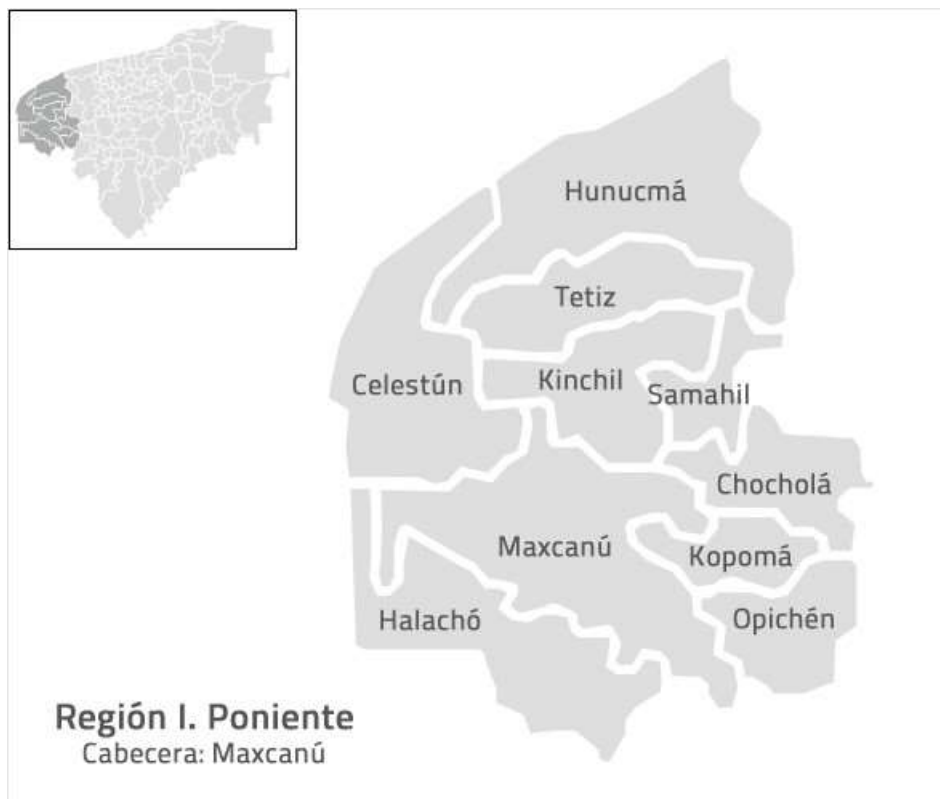 Hunucmá
Tetiz
Celestún
Kinchil
Samahil
Chocholá
Maxcanú
Kopomá
Halachó
Opichén
Región I. Poniente
Cabecera: Maxcanú